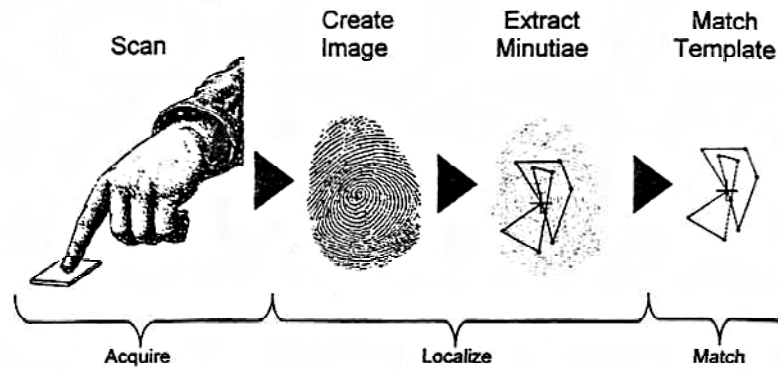 Scan
Create
Image
Extract
Minutiae
Match
Template
Acquire
Localize
Match